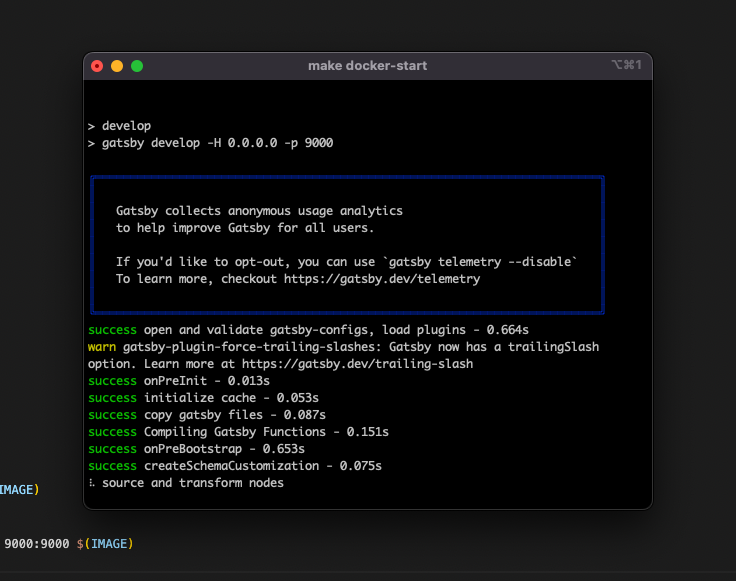 make docker-start
⌥⌘1
> develop
> gatsby develop -H 0.0.0.0 -p 9000
Gatsby collects anonymous usage analytics
to help improve Gatsby for all users.
If you'd like to opt-out, you can use `gatsby telemetry --disable`
To learn more, checkout https://gatsby.dev/telemetry
success open and validate gatsby-configs, load plugins - 0.664s
warn gatsby-plugin-force-trailing-slashes: Gatsby now has a trailingSlash
option. Learn more at https://gatsby.dev/trailing-slash
success onPreInit - 0.013s
success initialize cache - 0.053s
success copy gatsby files - 0.087s
success Compiling Gatsby Functions - 0.151s
success onPreBootstrap - 0.653s
success createSchemaCustomization - 0.075s
⠧ source and transform nodes
IMAGE)
9000:9000 $(IMAGE)